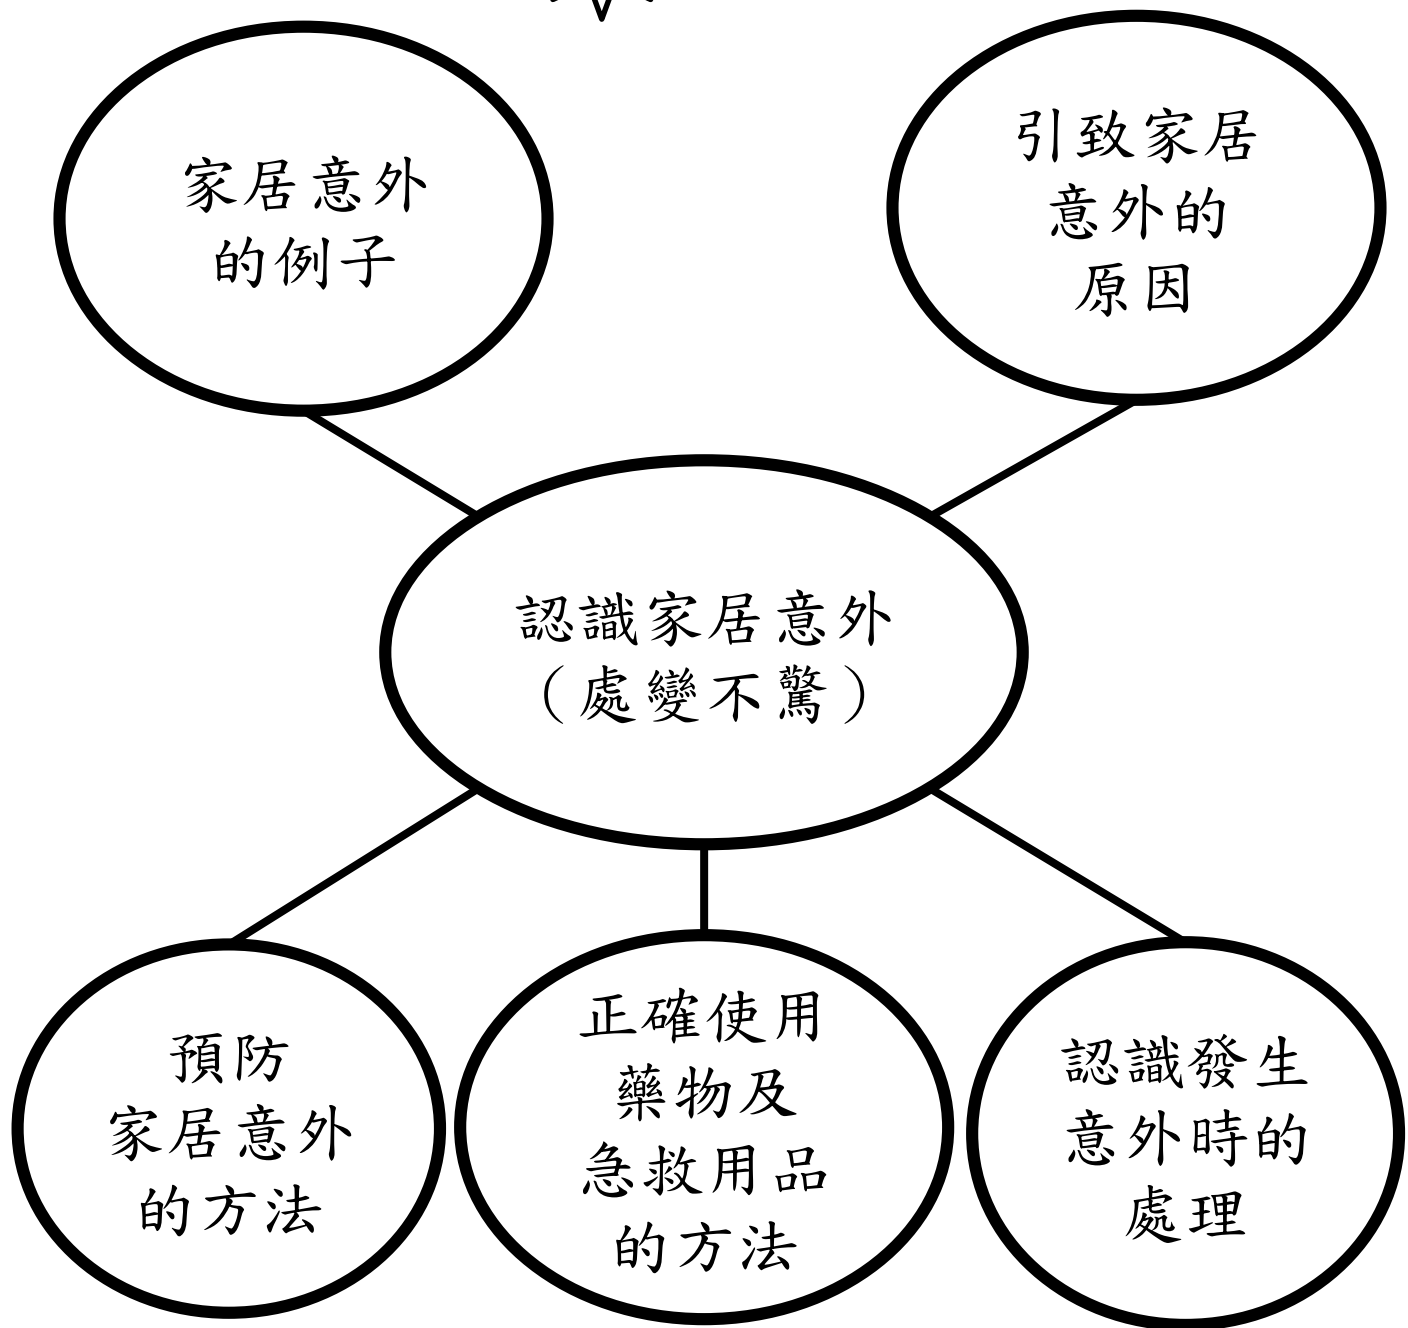 家居意外
的例子
引致家居
意外的
原因
認識家居意外
（處變不驚）
預防
家居意外
的方法
正確使用
藥物及
急救用品
的方法
認識發生
意外時的
處理